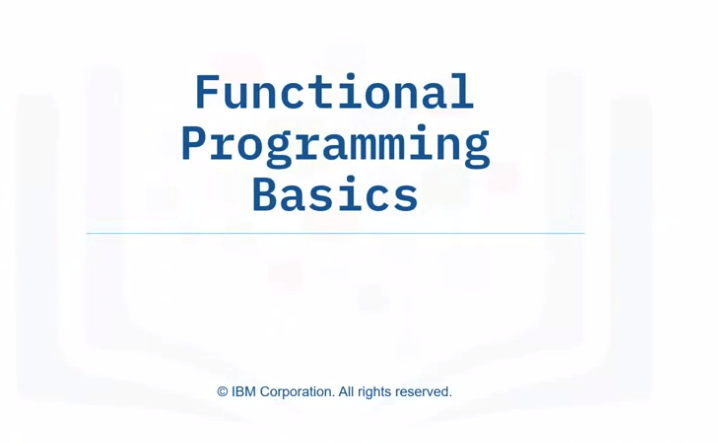 Functional
Programming
Basics
© IBM Corporation. All rights reserved.